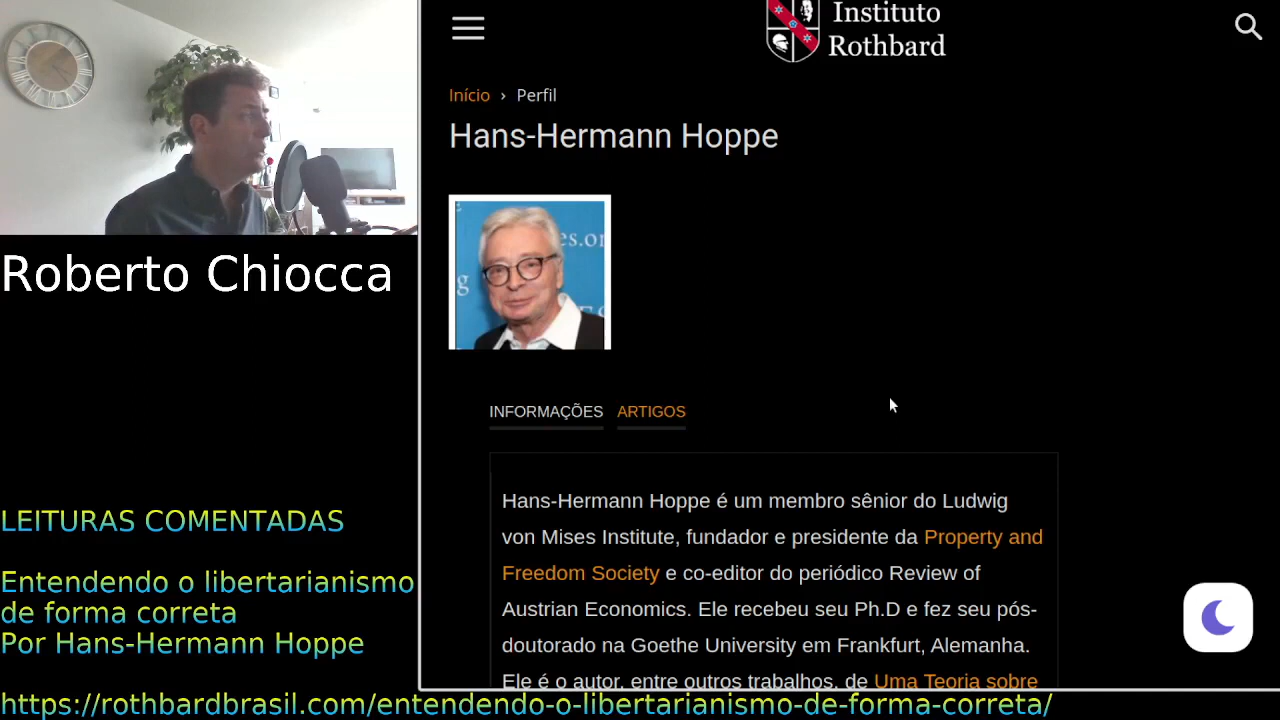 Instituto
Rothbard
Início › Perfil
Hans-Hermann Hoppe
es.or
g
ES
Roberto Chiocca
INFORMAÇÕES ARTIGOS
Hans-Hermann Hoppe é um membro sênior do Ludwig
von Mises Institute, fundador e presidente da Property and
Freedom Society e co-editor do periódico Review of
Austrian Economics. Ele recebeu seu Ph.D e fez seu pós-
doutorado na Goethe University em Frankfurt, Alemanha.
Ele é o autor, entre outros trabalhos, de Uma Teoria sobre
LEITURAS COMENTADAS
Entendendo o libertarianismo
de forma correta
Por Hans-Hermann Hoppe
https://rothbardbrasil.com/entendendo-o-libertarianismo-de-forma-correta/